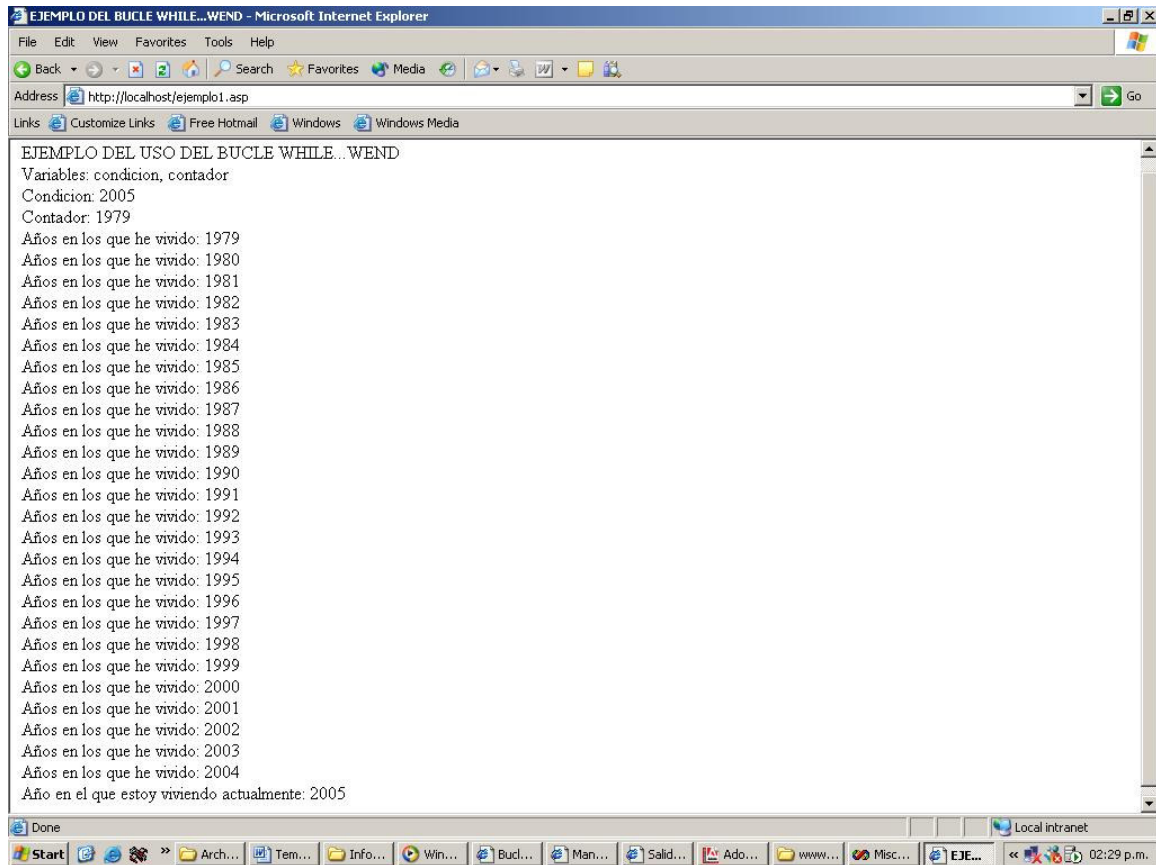 EJEMPLO DEL BUCLE WHILE...WEND - Microsoft Internet Explorer
File Edit View Favorites Tools Help
Back Search Favorites Media
Address http://localhost/ejemplo1.asp Go
Links Customize Links Free Hotmail Windows Windows Media
EJEMPLO DEL USO DEL BUCLE WHILE...WEND
Variables: condicion, contador
Condicion: 2005
Contador: 1979
Años en los que he vivido: 1979
Años en los que he vivido: 1980
Años en los que he vivido: 1981
Años en los que he vivido: 1982
Años en los que he vivido: 1983
Años en los que he vivido: 1984
Años en los que he vivido: 1985
Años en los que he vivido: 1986
Años en los que he vivido: 1987
Años en los que he vivido: 1988
Años en los que he vivido: 1989
Años en los que he vivido: 1990
Años en los que he vivido: 1991
Años en los que he vivido: 1992
Años en los que he vivido: 1993
Años en los que he vivido: 1994
Años en los que he vivido: 1995
Años en los que he vivido: 1996
Años en los que he vivido: 1997
Años en los que he vivido: 1998
Años en los que he vivido: 1999
Años en los que he vivido: 2000
Años en los que he vivido: 2001
Años en los que he vivido: 2002
Años en los que he vivido: 2003
Años en los que he vivido: 2004
Año en el que estoy viviendo actualmente: 2005
Done Local intranet
Start » Arch... Tem... Info... Win... Bucl... Man... Salid... Ado... www... Misc... EJE... « 02:29 p.m.